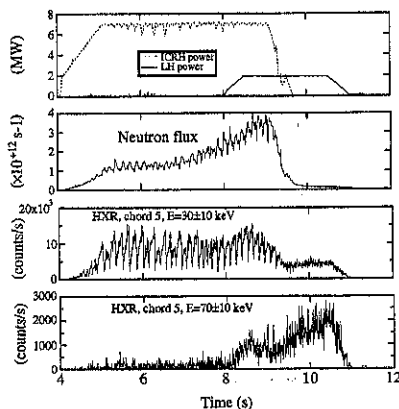 8
6
4
2
0
(MW)
ICRH power
LH power
4
3
2
1
0
(×10⁺¹² s-1)
Neutron flux
20x10³
10
0
(counts/s)
HXR, chord 5, E=30±10 keV
3000
2000
1000
0
(counts/s)
HXR, chord 5, E=70±10 keV
4 6 8 10 12
Time (s)